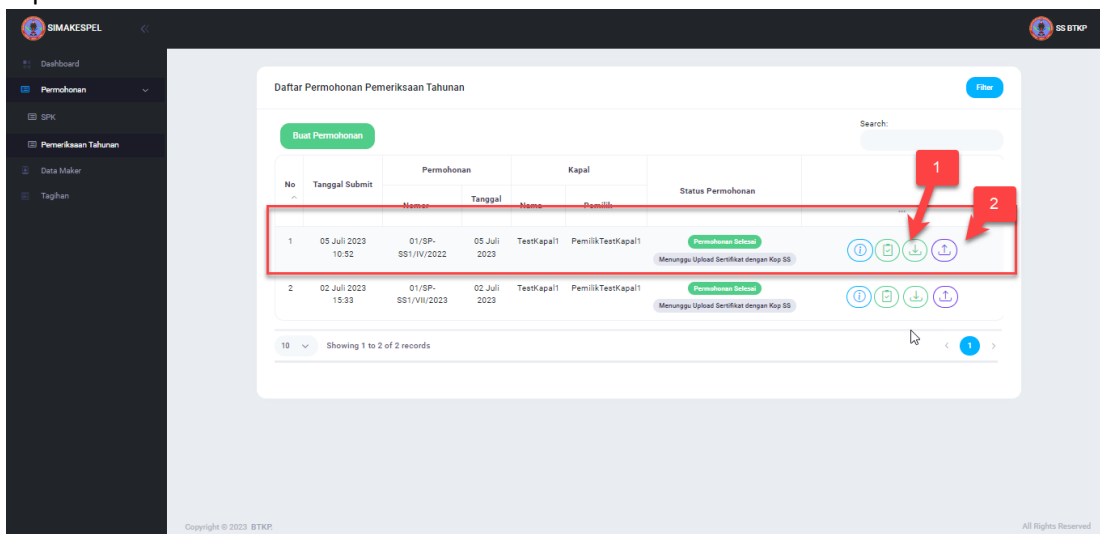 SIMAKESPEL
SS BTKP
Dashboard
Permohonan
SPK
Pemeriksaan Tahunan
Data Maker
Tagihan
Daftar Permohonan Pemeriksaan Tahunan
Filter
Buat Permohonan
Search:
No
Tanggal Submit
Permohonan
Kapal
Status Permohonan
...
Nomor
Tanggal
Nama
Pemilik
1
2
1
05 Juli 2023
10:52
01/SP-
SS1/IV/2022
05 Juli
2023
TestKapal1
PemilikTestKapal1
Permohonan Selesai
Menunggu Upload Sertifikat dengan Kop SS
2
02 Juli 2023
15:33
01/SP-
SS1/VII/2023
02 Juli
2023
TestKapal1
PemilikTestKapal1
Permohonan Selesai
Menunggu Upload Sertifikat dengan Kop SS
10
Showing 1 to 2 of 2 records
1
Copyright © 2023 BTKP.
All Rights Reserved